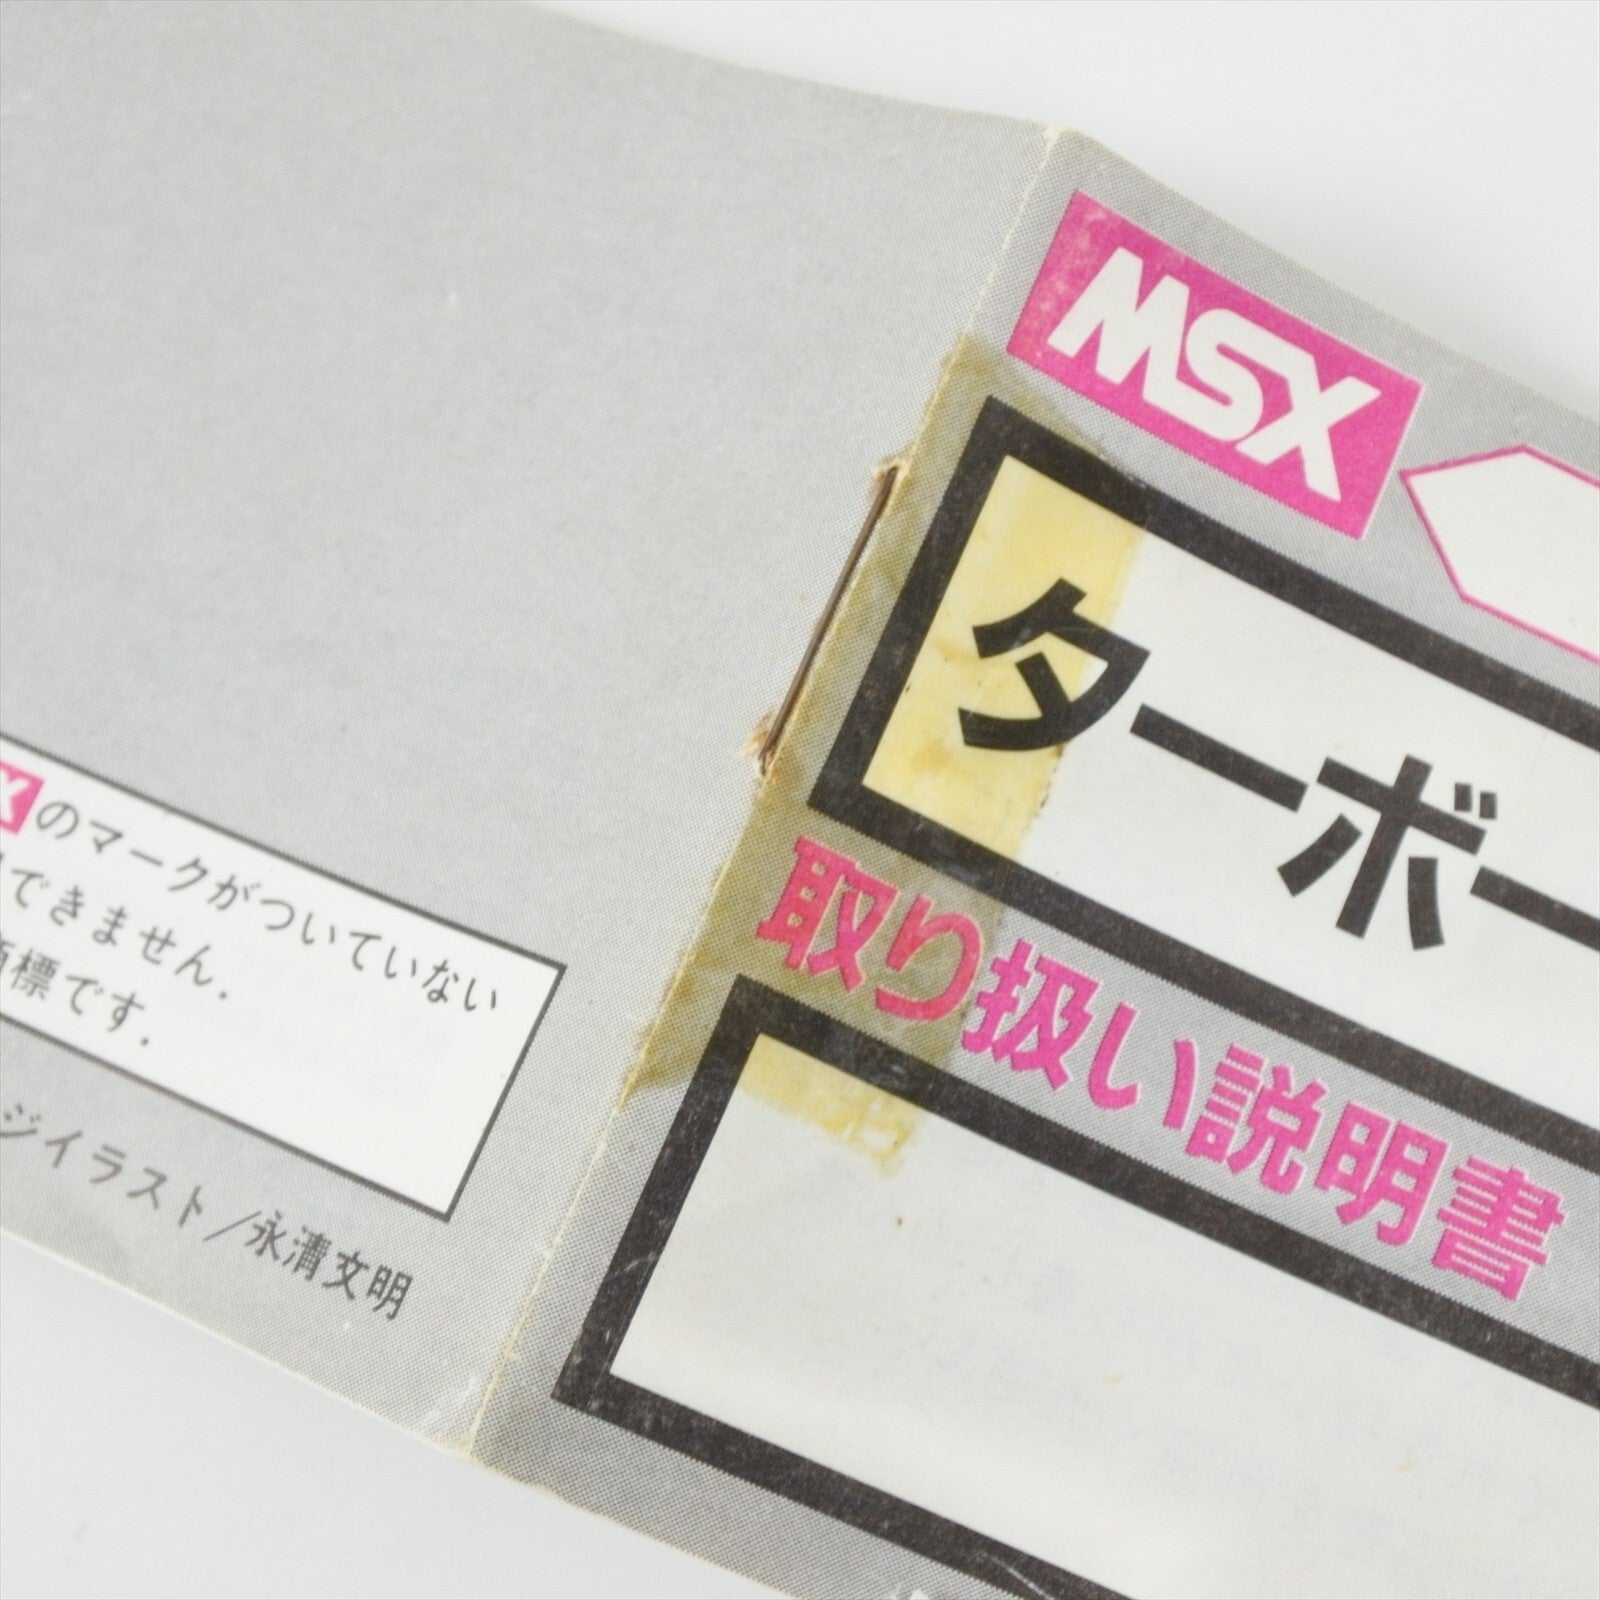 MSX
ターボー
取り扱い説明書
Xのマークがついていない
できません.
商標です.
ジイラスト／永清文明